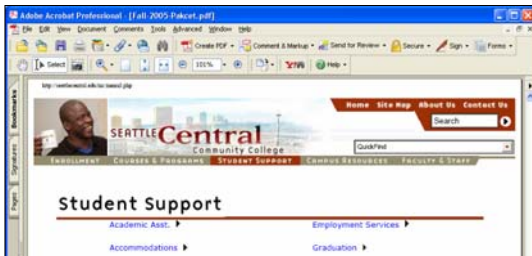 Adobe Acrobat Professional - [Fall-2005-Pakcet.pdf]
File Edit View Document Comments Tools Advanced Window Help
Create PDF Comment & Markup Send for Review Secure Sign Forms
Select 101% Help
Bookmarks
Signatures
Pages
Home Site Map About Us Contact Us
Search
SEATTLE Central
Community College
QuickFind
ENROLLMENT COURSES & PROGRAMS STUDENT SUPPORT CAMPUS RESOURCES FACULTY & STAFF
Student Support
Academic Asst. Employment Services
Accommodations Graduation